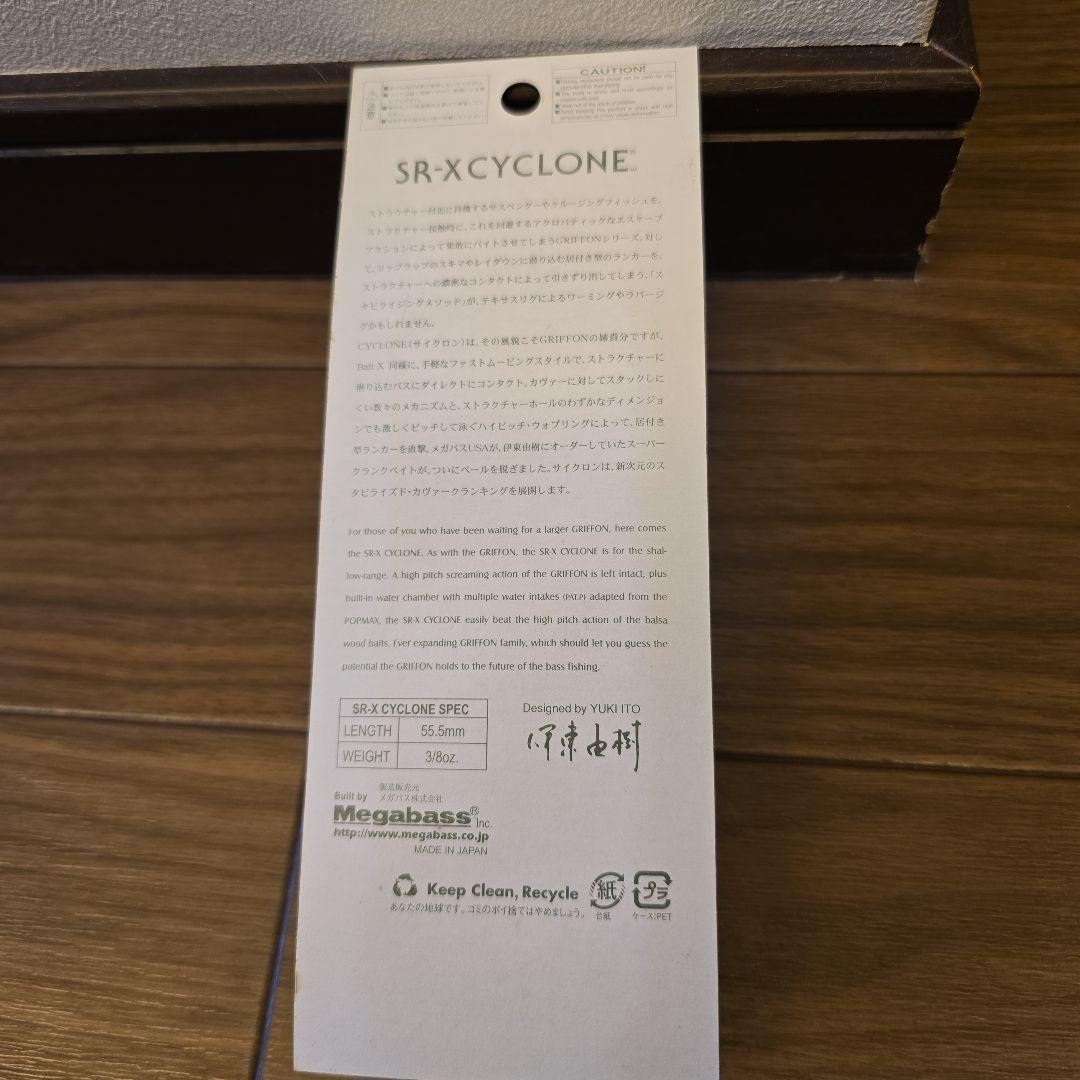 注意
CAUTION!
Fishing equipment should not be used for any
purpose other than fishing.
SR-X CYCLONE
ストラクチャー付近に待機するサスペンダーやクルージングフィッシュを、
ストラクチャー接触時に、これを回避するアクロバティックなエスケープ
アクションによって果敢にバイトさせてしまうGRIFFONシリーズ。対し
て、リップラップのスキマやレイダウンに潜り込む居付き型のランカーを、
ストラクチャーへの濃密なコンタクトによって引きずり出してしまう、「ス
タビライジングメソッド」が、テキサスリグによるワーミングやラバージ
グかもしれません。
CYCLONE(サイクロン)は、その風貌こそGRIFFONの姉貴分ですが、
Bait-X 同様に、手軽なファストムービングスタイルで、ストラクチャーに
潜り込むバスにダイレクトにコンタクト。カヴァーに対してスタックしに
くい数々のメカニズムと、ストラクチャーホールのわずかなディメンジョ
ンでも激しくピッチして泳ぐハイピッチ・ウォブリングによって、居付き
型ランカーを直撃。メガバスUSAが、伊東由樹にオーダーしていたスーパー
クランクベイトが、ついにベールを脱ぎました。サイクロンは、新次元のス
タビライズド・カヴァークランキングを展開します。
For those of you who have been waiting for a larger GRIFFON, here comes
the SR-X CYCLONE. As with the GRIFFON, the SR-X CYCLONE is for the shal-
low-range. A high pitch screaming action of the GRIFFON is left intact, plus
built-in water chamber with multiple water intakes (PAT.P) adapted from the
POPMAX, the SR-X CYCLONE easily beat the high pitch action of the balsa
wood baits. Ever expanding GRIFFON family, which should let you guess the
potential the GRIFFON holds to the future of the bass fishing.
SR-X CYCLONE SPEC
LENGTH 55.5mm
WEIGHT 3/8oz.
Designed by YUKI ITO
伊東由樹
製造販売元
Built by メガバス株式会社
Megabass® Inc.
http://www.megabass.co.jp
MADE IN JAPAN
Keep Clean, Recycle
あなたの地球です。ゴミのポイ捨てはやめましょう。
紙
台紙
プラ
ケース:PET